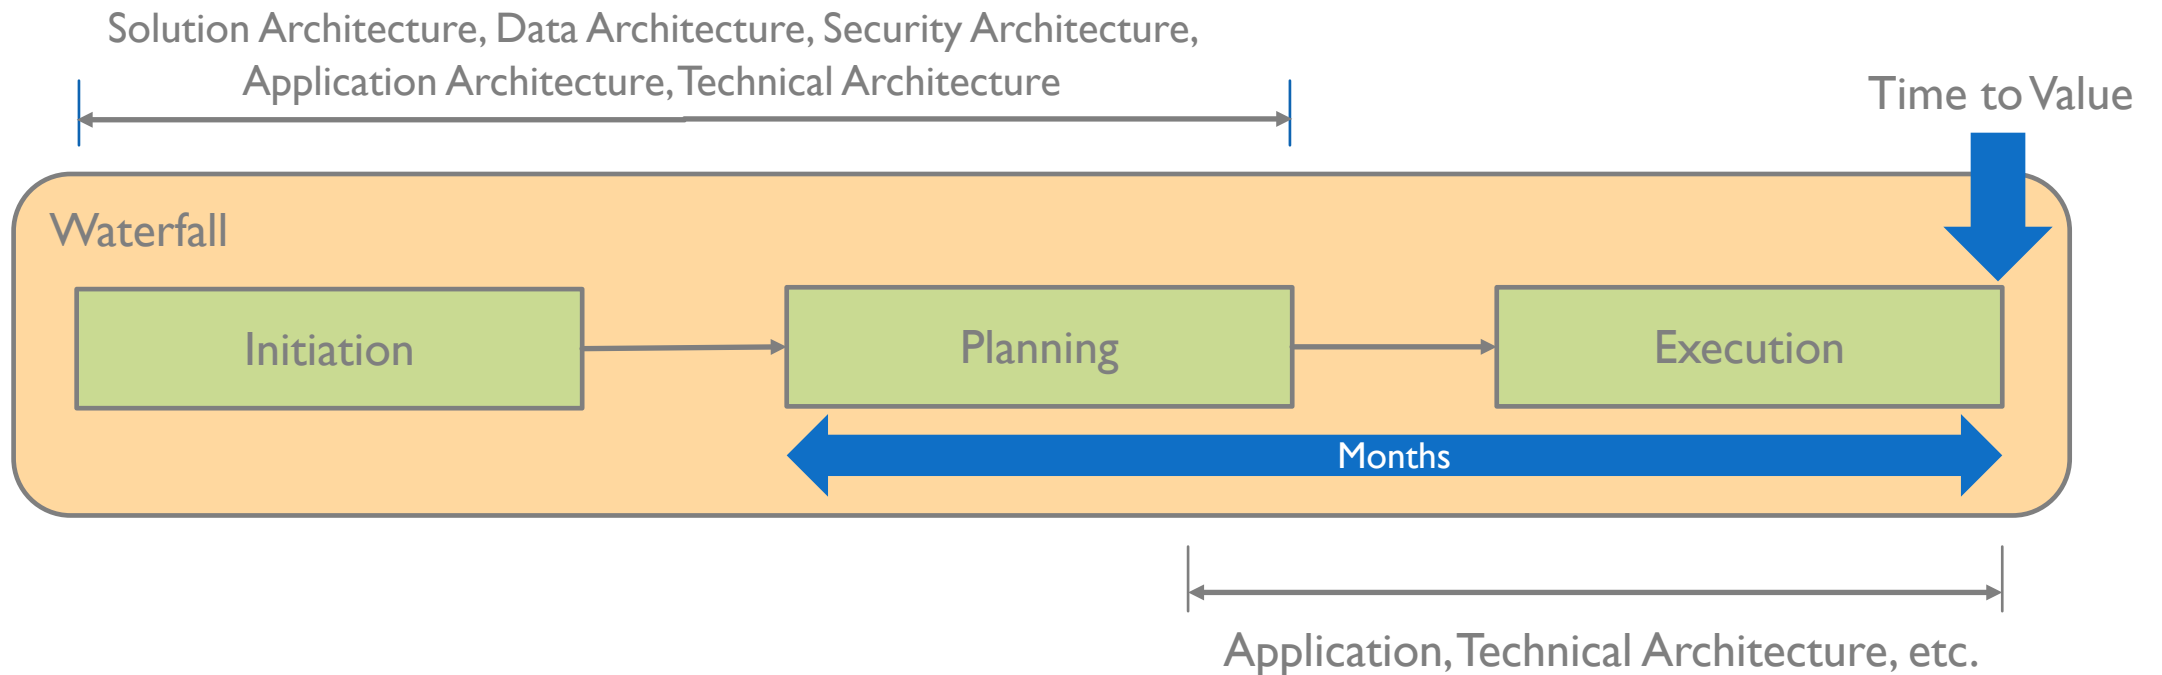 Solution Architecture, Data Architecture, Security Architecture,
Application Architecture, Technical Architecture
Time to Value
Waterfall
Initiation
Planning
Execution
Months
Application, Technical Architecture, etc.